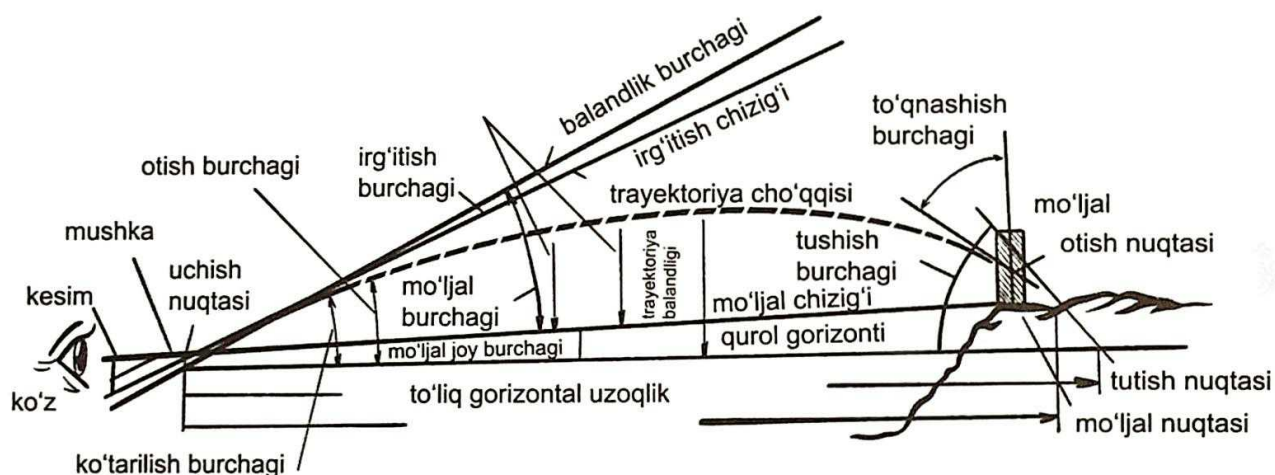 balandlik burchagi
irg‘itish chizig‘i
to‘qnashish
burchagi
otish burchagi
irg‘itish
burchagi
trayektoriya cho‘qqisi
mo‘ljal
otish nuqtasi
mushka
uchish
nuqtasi
kesim
mo‘ljal
burchagi
trayektoriya
balandligi
tushish
burchagi
mo‘ljal chizig‘i
qurol gorizonti
mo‘ljal joy burchagi
ko‘z
to‘liq gorizontal uzoqlik
tutish nuqtasi
mo‘ljal nuqtasi
ko‘tarilish burchagi